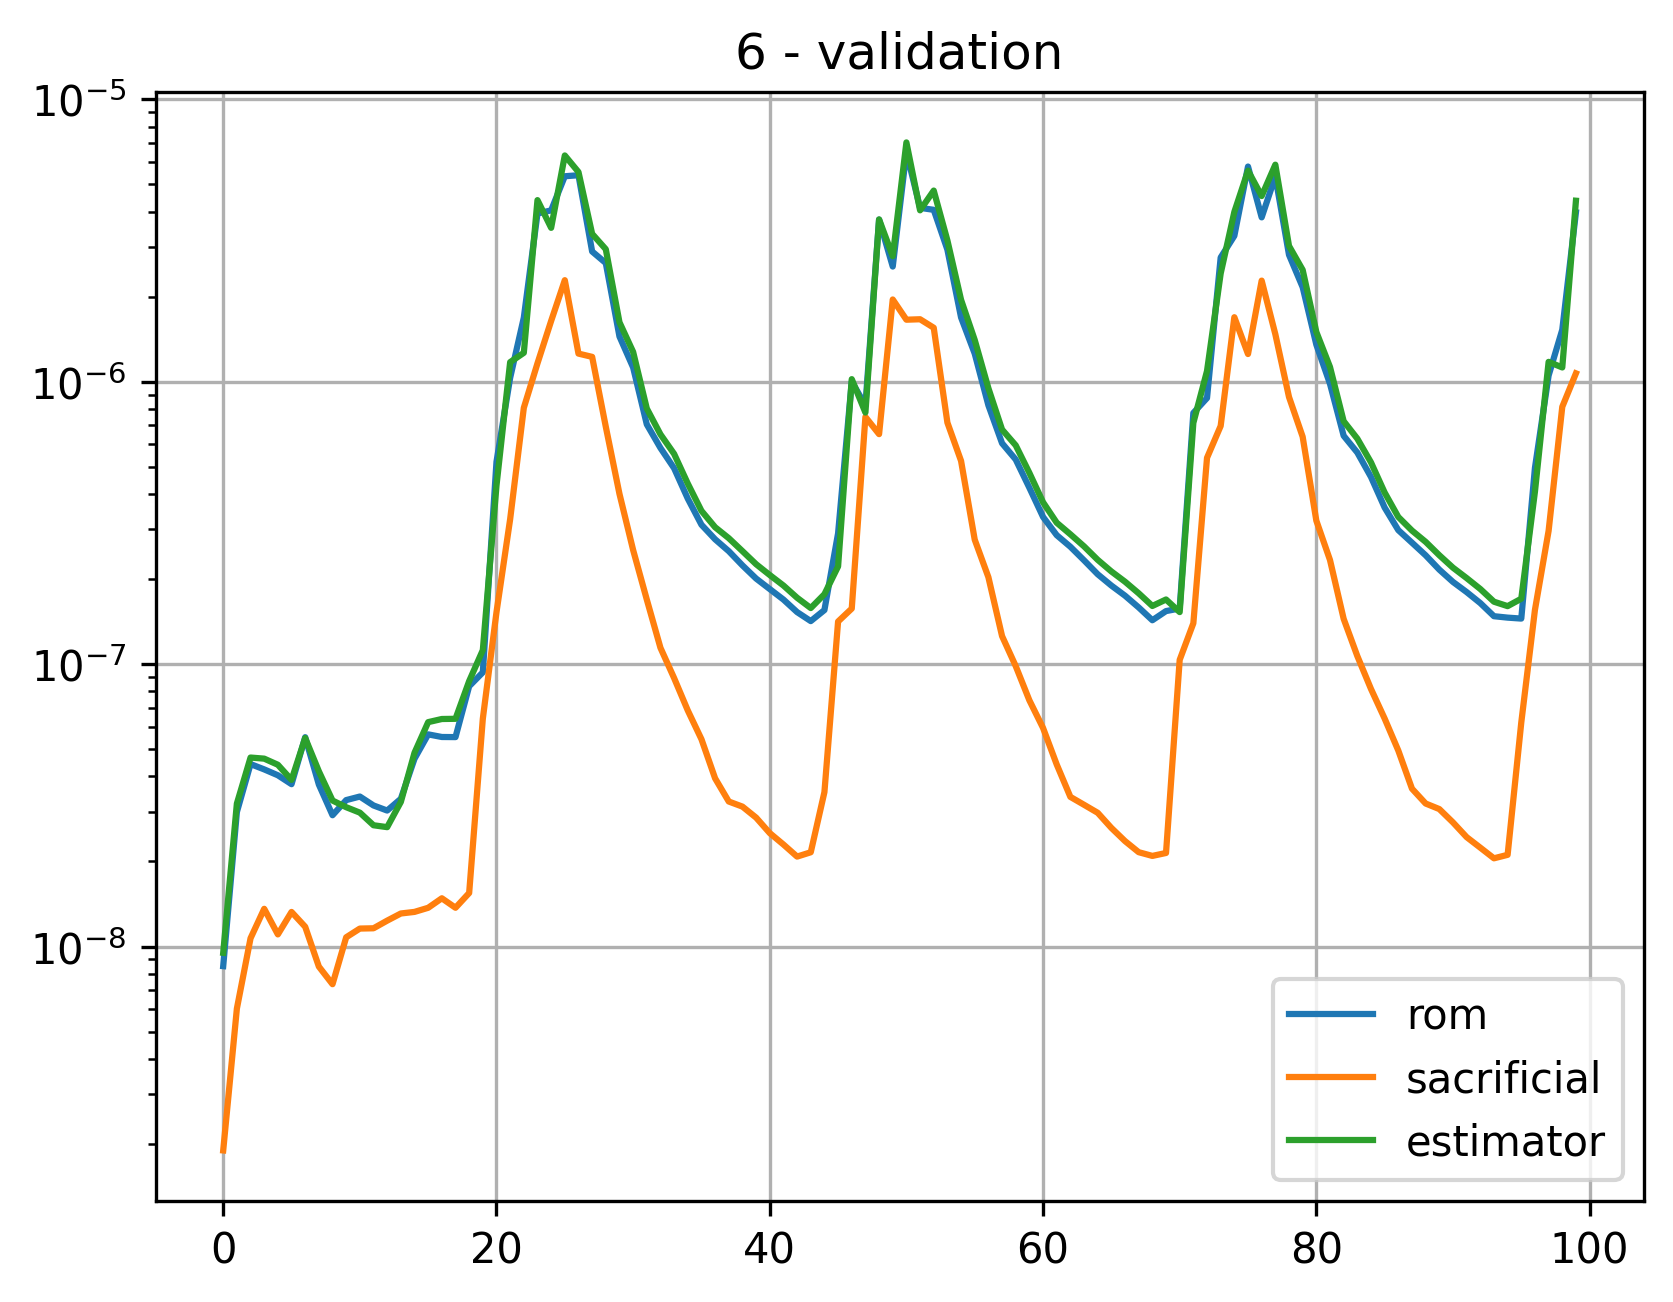 6 - validation
10⁻⁵
10⁻⁶
10⁻⁷
10⁻⁸
0 20 40 60 80 100
rom
sacrificial
estimator